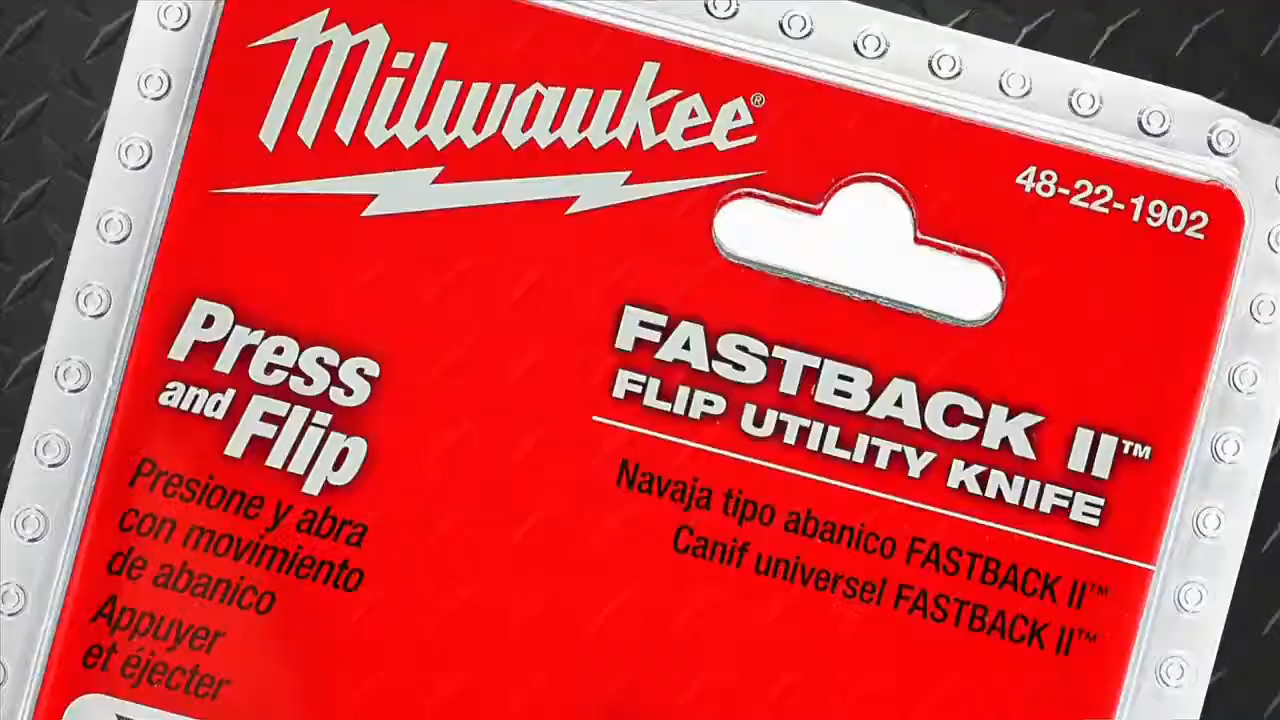 Milwaukee®
48-22-1902
Press
and Flip
Presione y abra
con movimiento
de abanico
Appuyer
et éjecter
FASTBACK II™
FLIP UTILITY KNIFE
Navaja tipo abanico FASTBACK II™
Canif universel FASTBACK II™